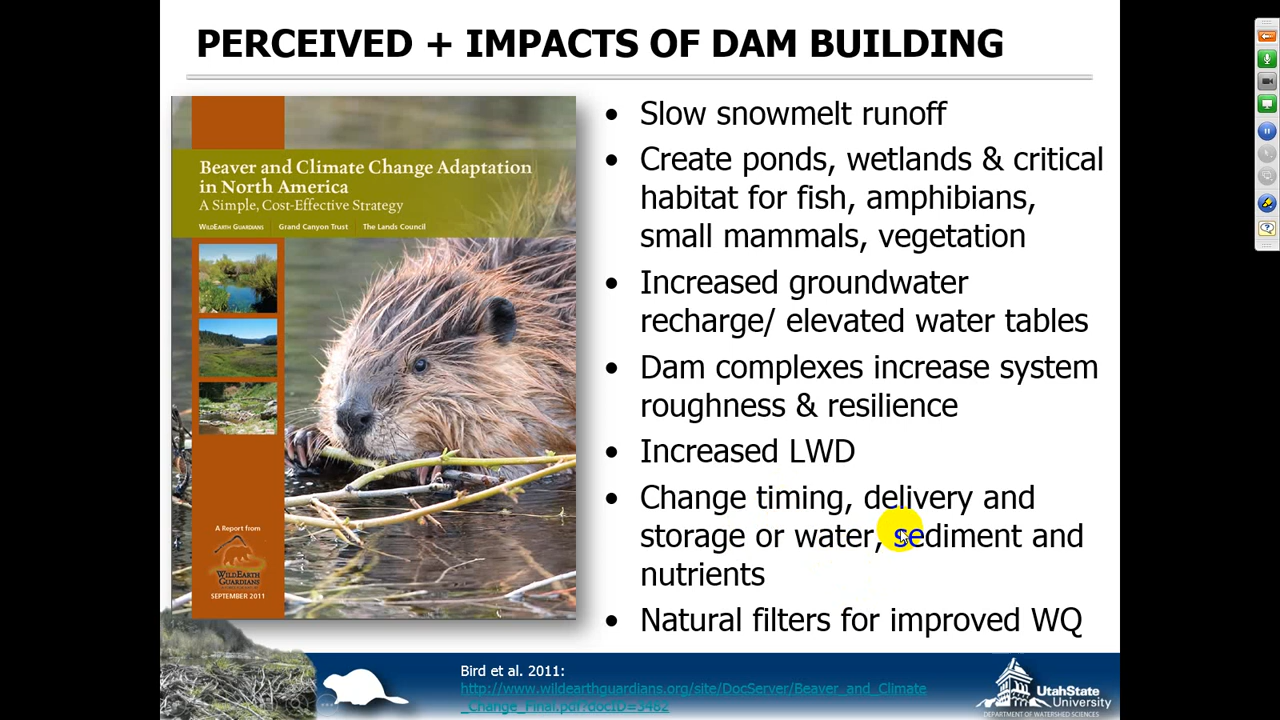 PERCEIVED + IMPACTS OF DAM BUILDING
Beaver and Climate Change Adaptation
in North America
A Simple, Cost-Effective Strategy
WILDEARTH GUARDIANS | Grand Canyon Trust | The Lands Council
A Report from
WILDEARTH
GUARDIANS
SEPTEMBER 2011
• Slow snowmelt runoff
• Create ponds, wetlands & critical
habitat for fish, amphibians,
small mammals, vegetation
• Increased groundwater
recharge/ elevated water tables
• Dam complexes increase system
roughness & resilience
• Increased LWD
• Change timing, delivery and
storage or water, sediment and
nutrients
• Natural filters for improved WQ
Bird et al. 2011:
http://www.wildearthguardians.org/site/DocServer/Beaver_and_Climate
_Change_Final.pdf?docID=3482
UtahState
University
DEPARTMENT OF WATERSHED SCIENCES